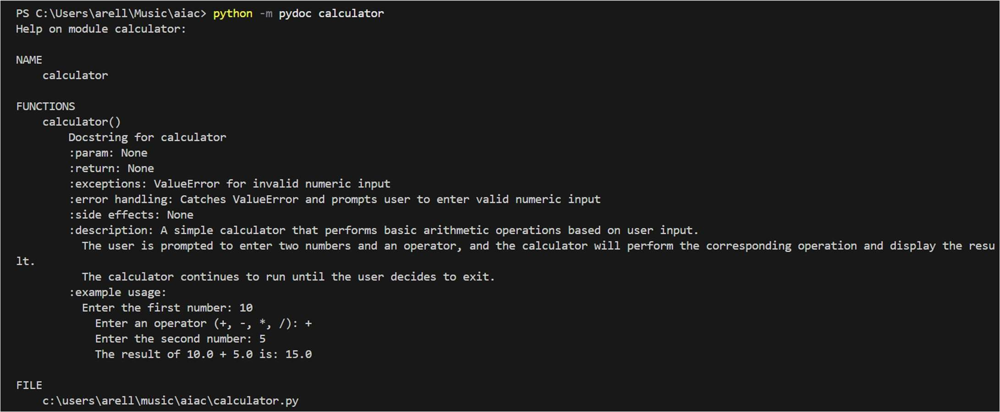 PS C:\Users\arell\Music\aiac> python -m pydoc calculator
Help on module calculator:

NAME
    calculator

FUNCTIONS
    calculator()
        Docstring for calculator
        :param: None
        :return: None
        :exceptions: ValueError for invalid numeric input
        :error handling: Catches ValueError and prompts user to enter valid numeric input
        :side effects: None
        :description: A simple calculator that performs basic arithmetic operations based on user input.
          The user is prompted to enter two numbers and an operator, and the calculator will perform the corresponding operation and display the resu
lt.
          The calculator continues to run until the user decides to exit.
        :example usage:
          Enter the first number: 10
            Enter an operator (+, -, *, /): +
            Enter the second number: 5
            The result of 10.0 + 5.0 is: 15.0

FILE
    c:\users\arell\music\aiac\calculator.py